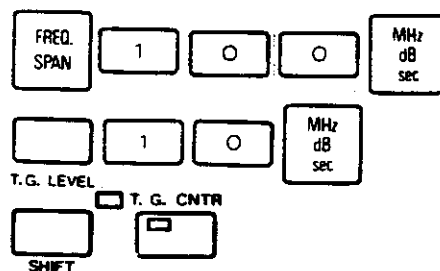 FREQ.
SPAN
1
0
0
MHz
dB
sec
1
0
MHz
dB
sec
T.G. LEVEL
T. G. CNTR
SHIFT